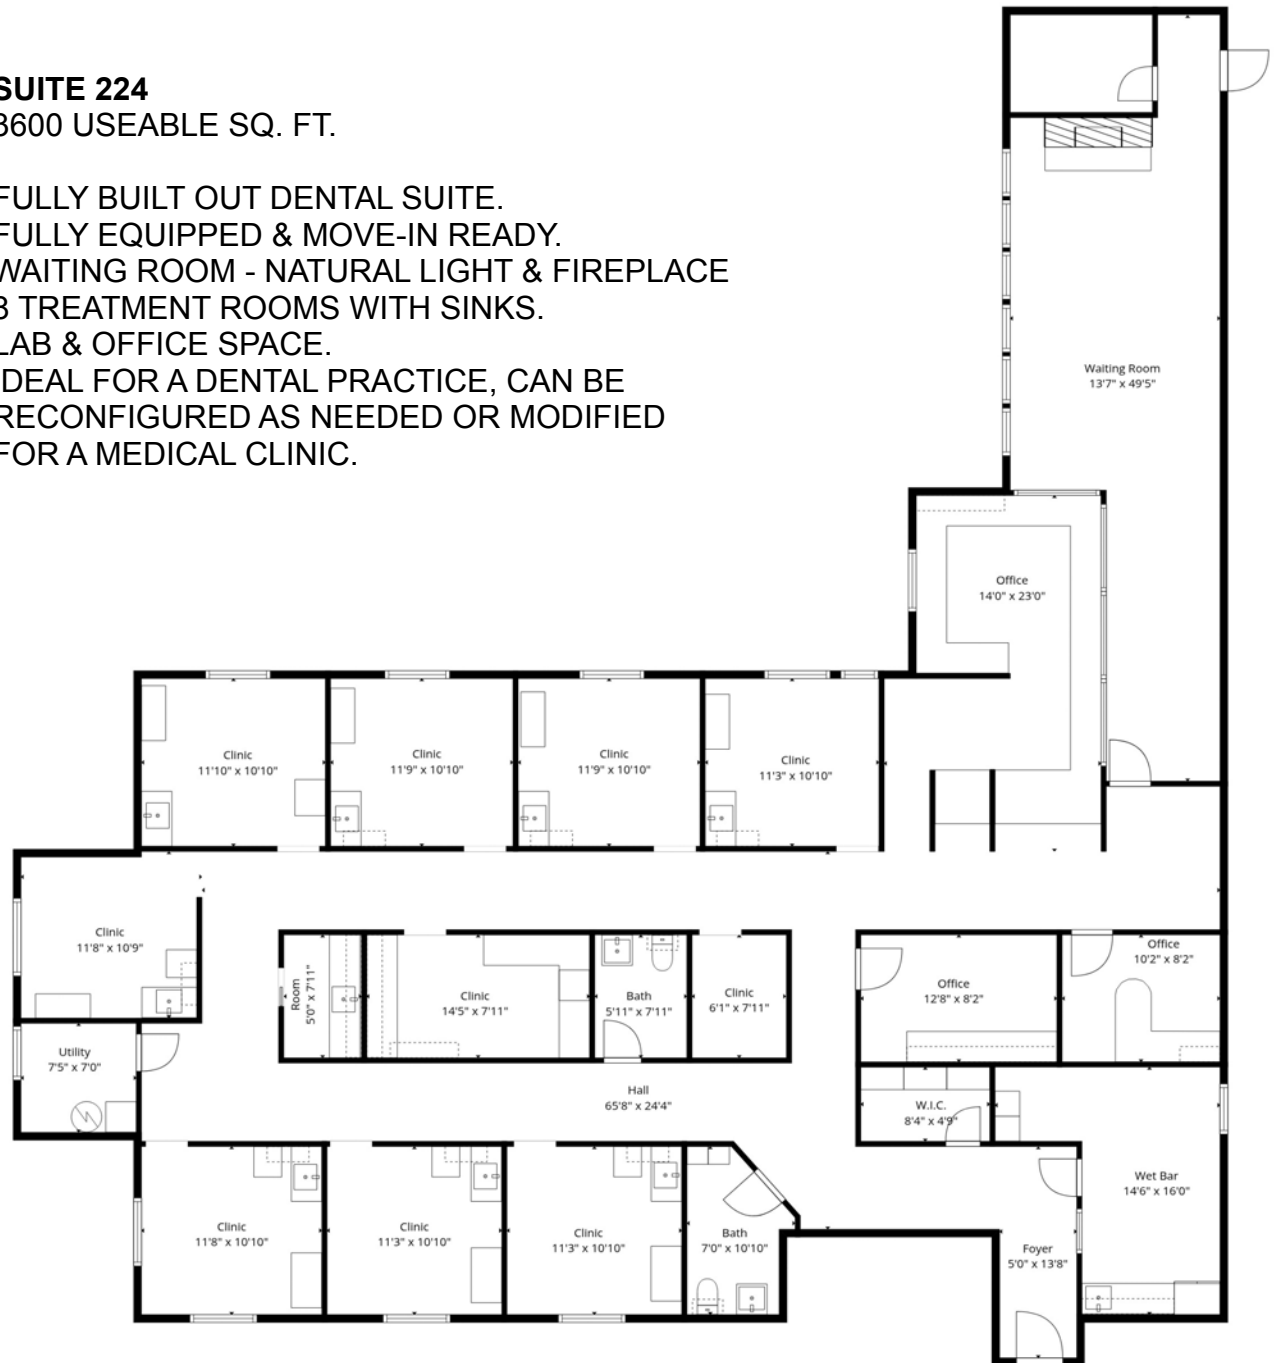 SUITE 224
USEABLE SQ. FT.
FULLY BUILT OUT DENTAL SUITE.
FULLY EQUIPPED & MOVE-IN READY.
WAITING ROOM - NATURAL LIGHT & FIREPLACE
TREATMENT ROOMS WITH SINKS.
LAB & OFFICE SPACE.
DEAL FOR A DENTAL PRACTICE, CAN BE
RECONFIGURED AS NEEDED OR MODIFIED
FOR A MEDICAL CLINIC.
Waiting Room
13'7" x 49'5"
Office
14'0" x 23'0"
Clinic
11'10" x 10'10"
Clinic
11'9" x 10'10"
Clinic
11'9" x 10'10"
Clinic
11'3" x 10'10"
Clinic
11'8" x 10'9"
Room
5'0" x 7'11"
Clinic
14'5" x 7'11"
Bath
5'11" x 7'11"
Clinic
6'1" x 7'11"
Office
12'8" x 8'2"
Office
10'2" x 8'2"
Utility
7'5" x 7'0"
Hall
65'8" x 24'4"
W.I.C.
8'4" x 4'9"
Wet Bar
14'6" x 16'0"
Clinic
11'8" x 10'10"
Clinic
11'3" x 10'10"
Clinic
11'3" x 10'10"
Bath
7'0" x 10'10"
Foyer
5'0" x 13'8"